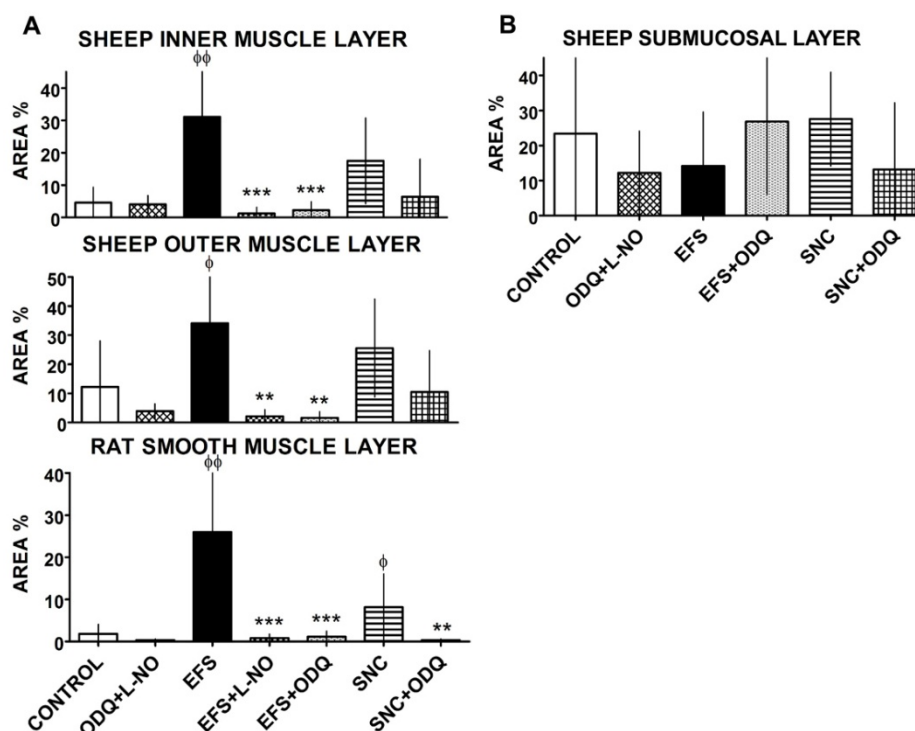 A
SHEEP INNER MUSCLE LAYER
ϕϕ
AREA %
40
30
20
10
0
***
***
SHEEP OUTER MUSCLE LAYER
ϕ
AREA %
50
40
30
20
10
0
**
**
RAT SMOOTH MUSCLE LAYER
ϕϕ
AREA %
40
30
20
10
0
***
***
ϕ
**
CONTROL
ODQ+L-NO
EFS
EFS+L-NO
EFS+ODQ
SNC
SNC+ODQ
B
SHEEP SUBMUCOSAL LAYER
AREA %
40
30
20
10
0
CONTROL
ODQ+L-NO
EFS
EFS+ODQ
SNC
SNC+ODQ